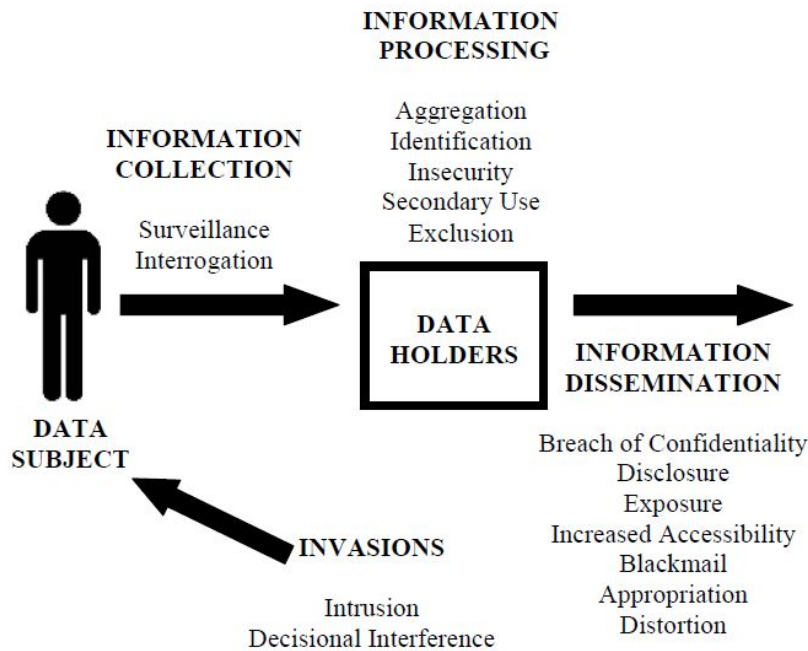 INFORMATION
PROCESSING
Aggregation
Identification
Insecurity
Secondary Use
Exclusion
INFORMATION
COLLECTION
Surveillance
Interrogation
DATA
HOLDERS
INFORMATION
DISSEMINATION
Breach of Confidentiality
Disclosure
Exposure
Increased Accessibility
Blackmail
Appropriation
Distortion
DATA
SUBJECT
INVASIONS
Intrusion
Decisional Interference